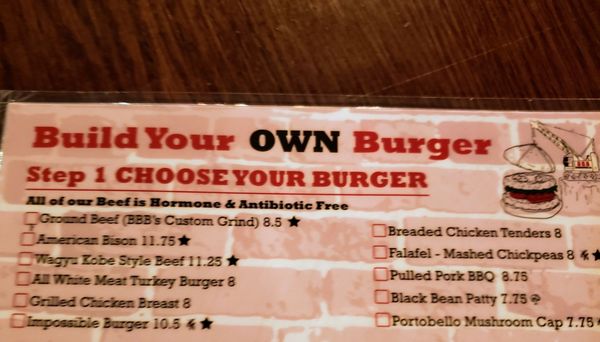 Build Your OWN Burger
Step 1 CHOOSE YOUR BURGER
All of our Beef is Hormone & Antibiotic Free
Ground Beef (BBB's Custom Grind) 8.5 ★
American Bison 11.75 ★
Wagyu Kobe Style Beef 11.25 ★
All White Meat Turkey Burger 8
Grilled Chicken Breast 8
Impossible Burger 10.5 ★
Breaded Chicken Tenders 8
Falafel - Mashed Chickpeas 8 ★
Pulled Pork BBQ 8.75
Black Bean Patty 7.75
Portobello Mushroom Cap 7.75